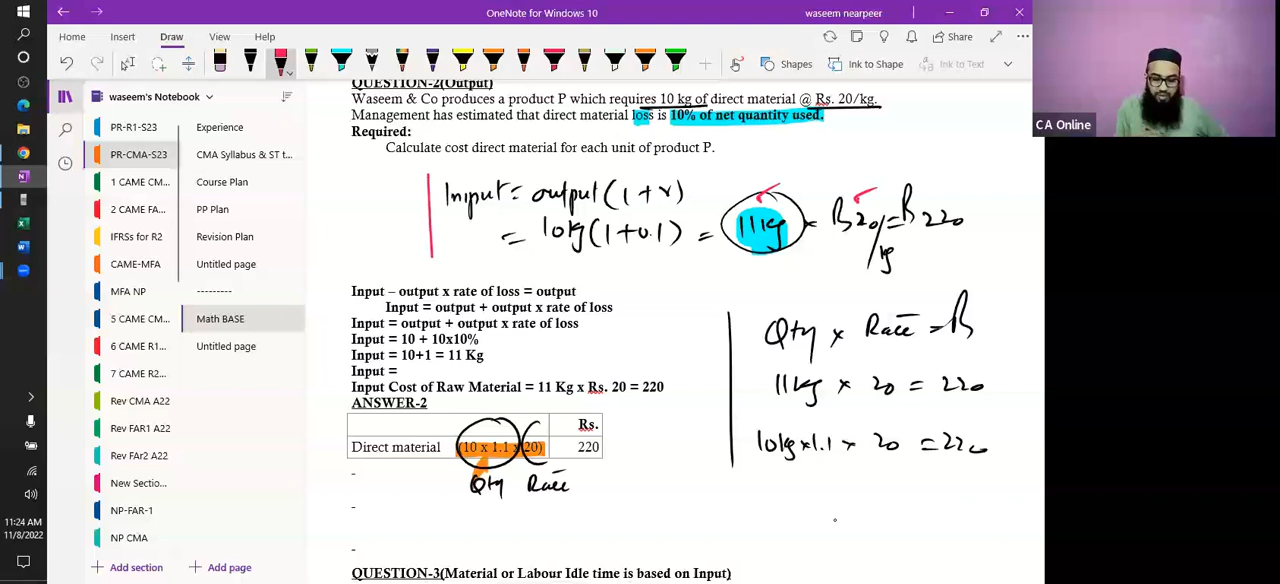 OneNote for Windows 10
waseem nearpeer
Home Insert Draw View Help
Share
Shapes
Ink to Shape
Ink to Text
waseem's Notebook
PR-R1-S23
PR-CMA-S23
1 CAME CM...
2 CAME FA...
IFRSs for R2
CAME-MFA
MFA NP
5 CAME CM...
6 CAME R1...
7 CAME R2...
Rev CMA A22
Rev FAR1 A22
Rev FAr2 A22
New Sectio...
NP-FAR-1
NP CMA
Add section
Experience
CMA Syllabus & ST t...
Course Plan
PP Plan
Revision Plan
Untitled page
---------
Math BASE
Untitled page
Add page
QUESTION-2(Output)
Waseem & Co produces a product P which requires 10 kg of direct material @ Rs. 20/kg.
Management has estimated that direct material loss is 10% of net quantity used.
Required:
Calculate cost direct material for each unit of product P.
Input = output (1+r)
= 10kg (1+0.1) = 11kg × Rs 20/kg = Rs 220
Input – output x rate of loss = output
Input = output + output x rate of loss
Input = output + output x rate of loss
Input = 10 + 10x10%
Input = 10+1 = 11 Kg
Input =
Input Cost of Raw Material = 11 Kg x Rs. 20 = 220
ANSWER-2
Rs.
Direct material (10 x 1.1 x 20) 220
Qty Rate
Qty × Rate = Rs
11kg × 20 = 220
10kg×1.1 × 20 = 220
QUESTION-3(Material or Labour Idle time is based on Input)
C A Online
11:24 AM
11/8/2022